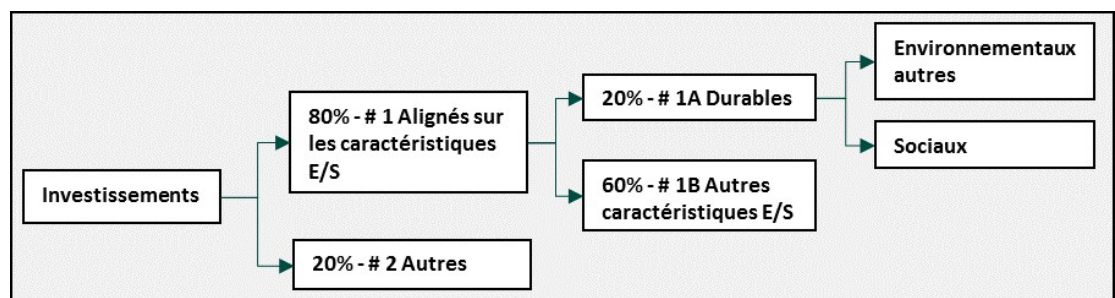 Investissements
80% - # 1 Alignés sur
les caractéristiques
E/S
20% - # 2 Autres
20% - # 1A Durables
60% - # 1B Autres
caractéristiques E/S
Environnementaux
autres
Sociaux